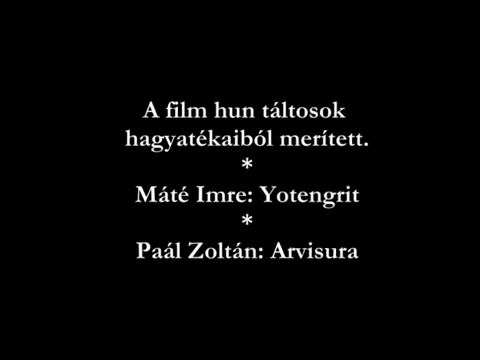 A film hun táltosok
hagyatékaiból merített.
*
Máté Imre: Yotengrit
*
Paál Zoltán: Arvisura